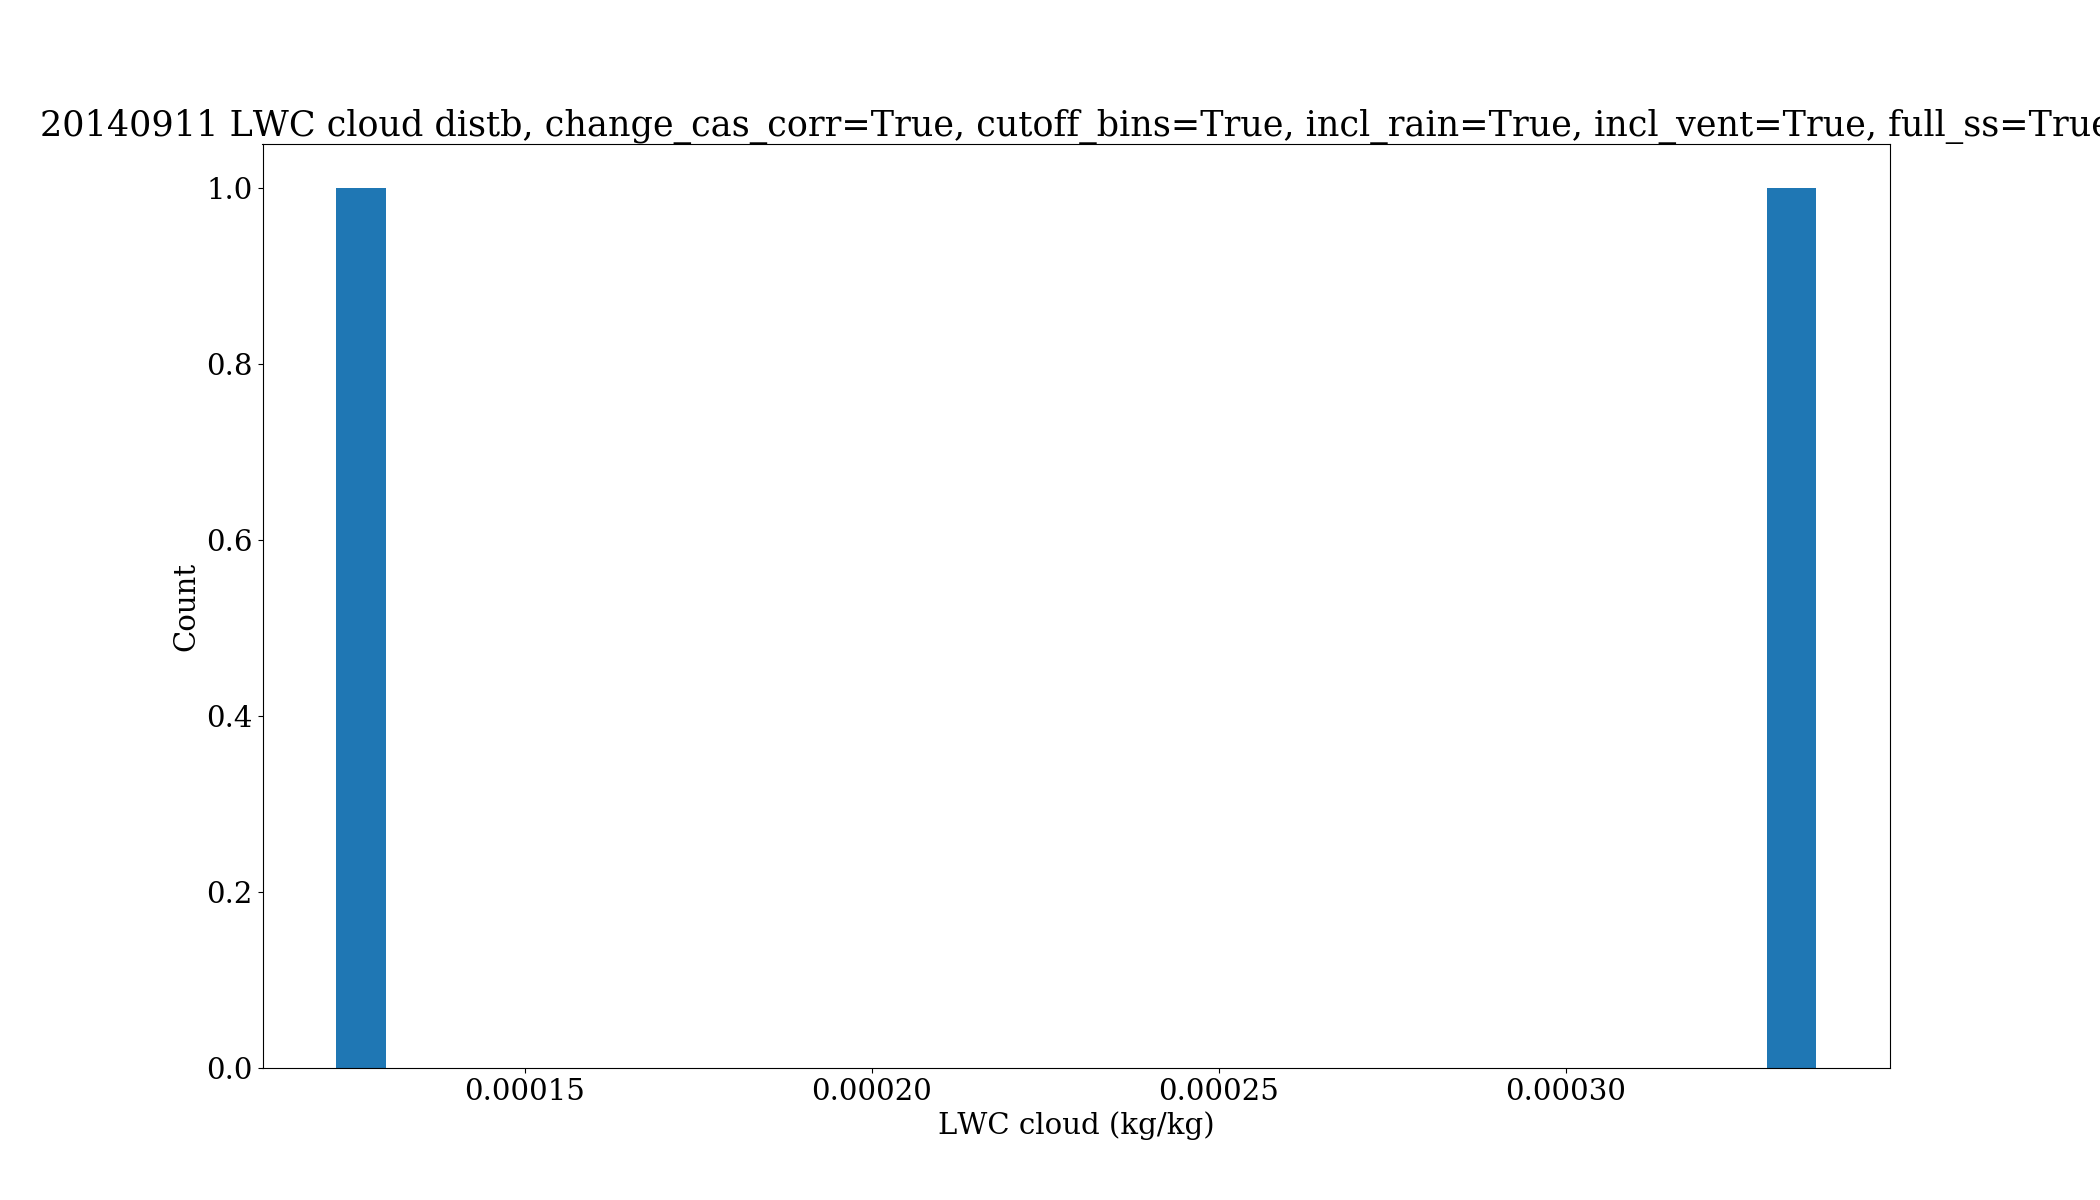 20140911 LWC cloud distb, change_cas_corr=True, cutoff_bins=True, incl_rain=True, incl_vent=True, full_ss=True
1.0
0.8
0.6
0.4
0.2
0.0
Count
0.00015 0.00020 0.00025 0.00030
LWC cloud (kg/kg)